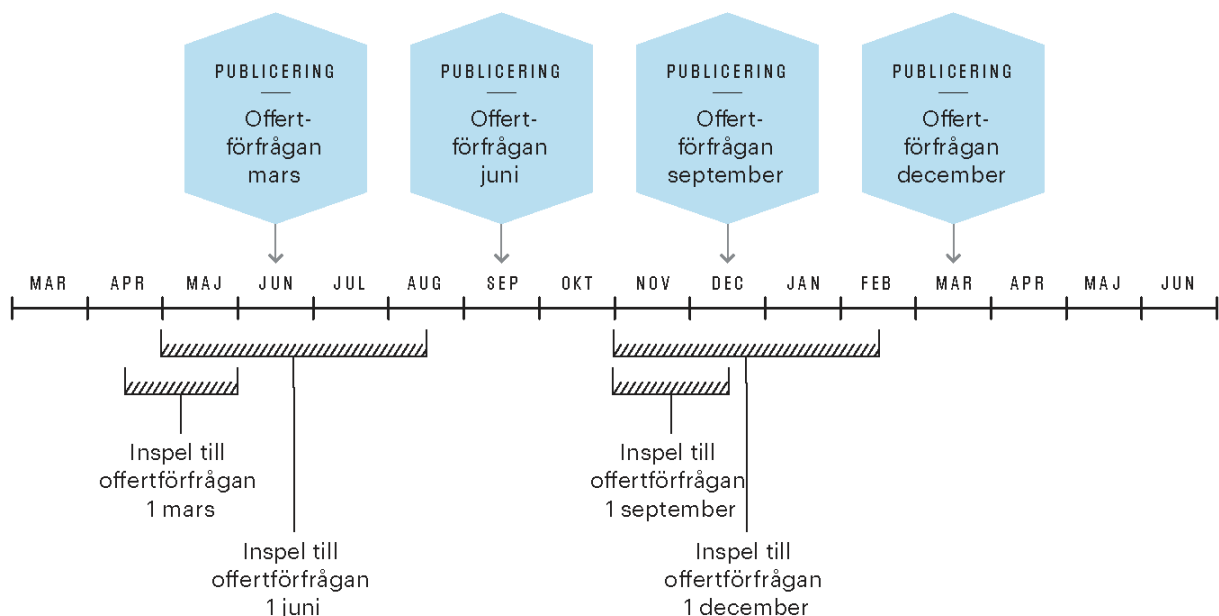 PUBLICERING
Offert-
förfrågan
mars
PUBLICERING
Offert-
förfrågan
juni
PUBLICERING
Offert-
förfrågan
september
PUBLICERING
Offert-
förfrågan
december
MAR APR MAJ JUN JUL AUG SEP OKT NOV DEC JAN FEB MAR APR MAJ JUN
Inspel till
offertförfrågan
1 mars
Inspel till
offertförfrågan
1 juni
Inspel till
offertförfrågan
1 september
Inspel till
offertförfrågan
1 december